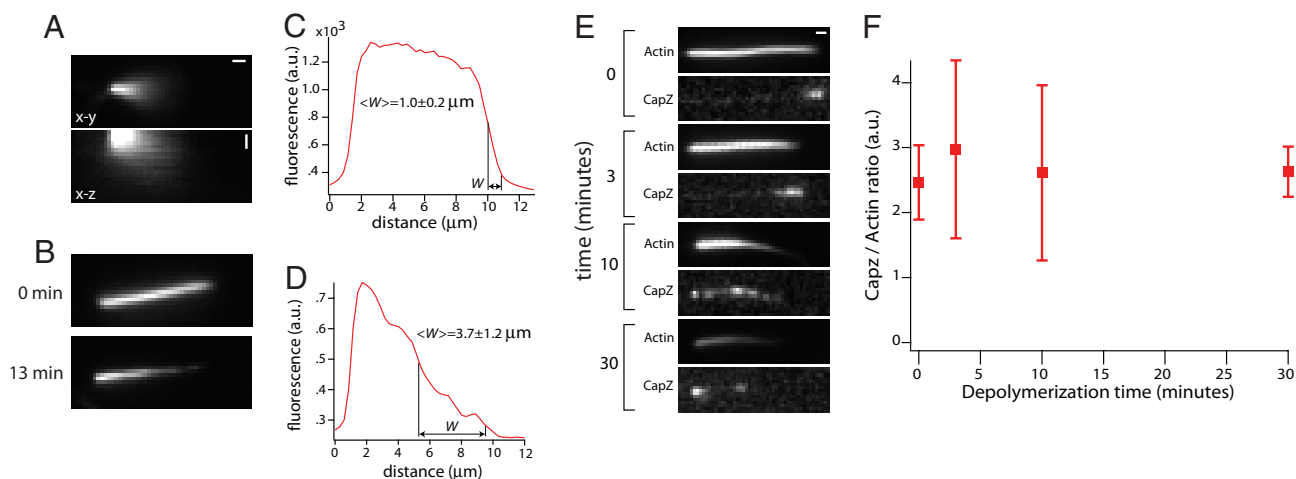 A
x-y
x-z
B
0 min
13 min
C
×10³
fluorescence (a.u.)
1.2
1.0
.8
.6
.4
<W>=1.0±0.2 μm
W
0 2 4 6 8 10 12
distance (μm)
D
fluorescence (a.u.)
.7
.6
.5
.4
.3
<W>=3.7±1.2 μm
W
0 2 4 6 8 10 12
distance (μm)
E
time (minutes)
0
Actin
CapZ
3
Actin
CapZ
10
Actin
CapZ
30
Actin
CapZ
F
Capz / Actin ratio (a.u.)
4
3
2
1
0
0 5 10 15 20 25 30
Depolymerization time (minutes)